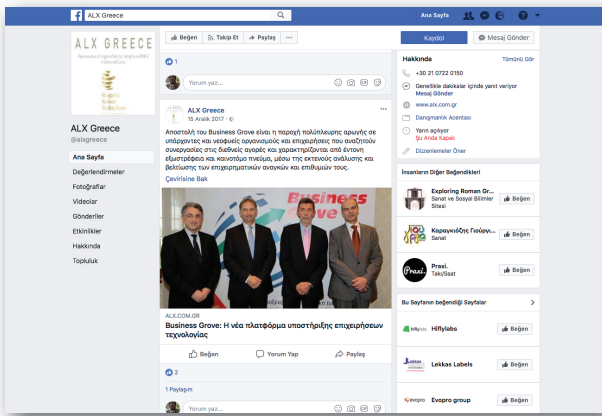 ALX Greece
Ana Sayfa
ALX GREECE
Beğen
Takip Et
Paylaş
Kaydol
Mesaj Gönder
ALX Greece
@alxgreece
Ana Sayfa
Değerlendirmeler
Fotoğraflar
Videolar
Gönderiler
Etkinlikler
Hakkında
Topluluk
1
Yorum yaz...
ALX Greece
15 Aralık 2017
Αποστολή του Business Grove είναι η παροχή πολύπλευρης αρωγής σε
υπάρχοντες και νεοφυείς οργανισμούς και επιχειρήσεις που αναζητούν
συνεργασίες στις διεθνείς αγορές και χαρακτηρίζονται από έντονη
εξωστρέφεια και καινοτόμο πνεύμα, μέσω της εκτενούς ανάλυσης και
βελτίωσης των επιχειρηματικών αναγκών και επιθυμιών τους.
Çevirisine Bak
Business
Grove
ALX.COM.GR
Business Grove: Η νέα πλατφόρμα υποστήριξης επιχειρήσεων
τεχνολογίας
Beğen
Yorum Yap
Paylaş
2
1 Paylaşım
Yorum yaz...
Hakkında
Tümünü Gör
+30 21 0722 0150
Genellikle dakikalar içinde yanıt veriyor
Mesaj Gönder
www.alx.com.gr
Danışmanlık Acentası
Yarın açılıyor
Şu Anda Kapalı
Düzenlemeler Öner
İnsanların Diğer Beğendikleri
Exploring Roman Gr...
Sanat ve Sosyal Bilimler
Sitesi
Beğen
Καραγκιόζης Γιούργι...
Sanat
Beğen
Praxi.
Praxi.
Takı/Saat
Beğen
Bu Sayfanın beğendiği Sayfalar
Hiflylabs
Hiflylabs
Beğen
Lekkas
Lekkas Labels
Beğen
evopro
Evopro group
Beğen